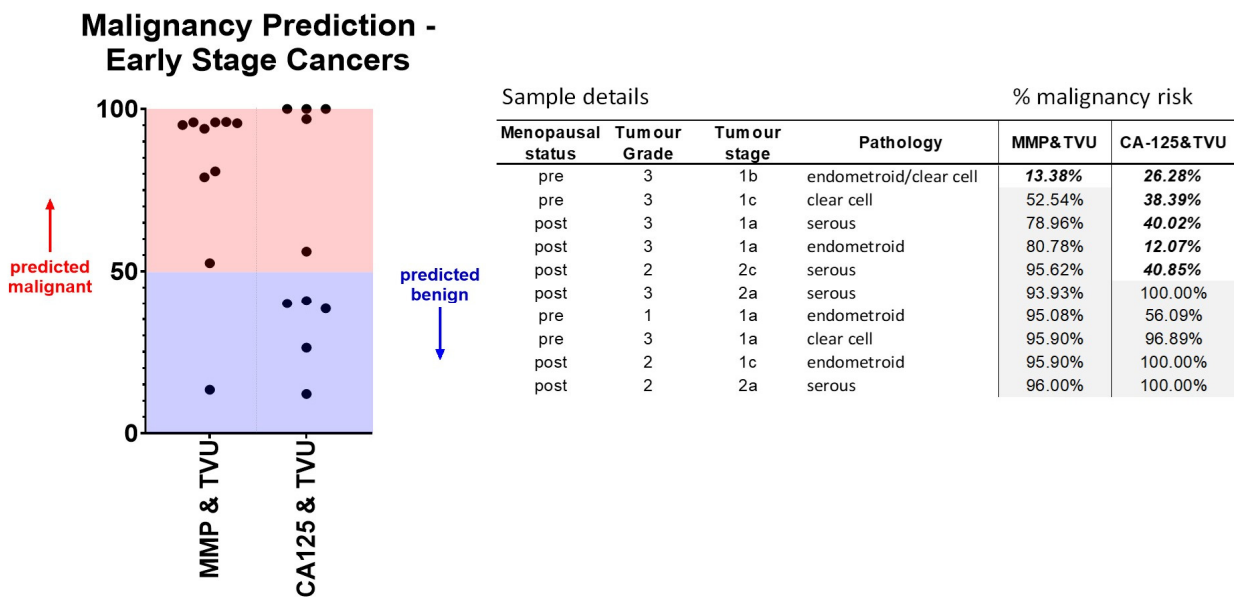 Malignancy Prediction -
Early Stage Cancers
100
50
0
predicted
malignant
predicted
benign
MMP & TVU
CA125 & TVU
Sample details % malignancy risk
Menopausal status Tumour Grade Tumour stage Pathology MMP&TVU CA-125&TVU
pre 3 1b endometroid/clear cell 13.38% 26.28%
pre 3 1c clear cell 52.54% 38.39%
post 3 1a serous 78.96% 40.02%
post 3 1a endometroid 80.78% 12.07%
post 2 2c serous 95.62% 40.85%
post 3 2a serous 93.93% 100.00%
pre 1 1a endometroid 95.08% 56.09%
pre 3 1a clear cell 95.90% 96.89%
post 2 1c endometroid 95.90% 100.00%
post 2 2a serous 96.00% 100.00%